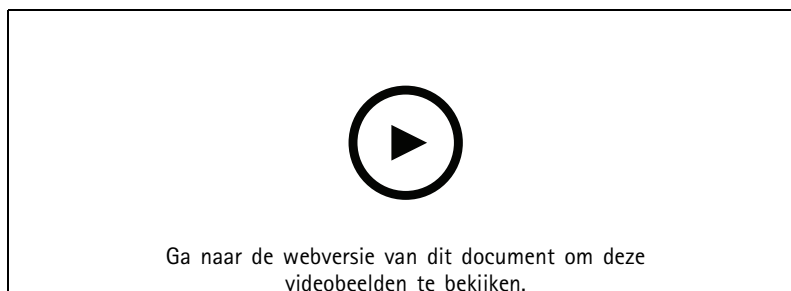 Ga naar de webversie van dit document om deze
videobeelden te bekijken.